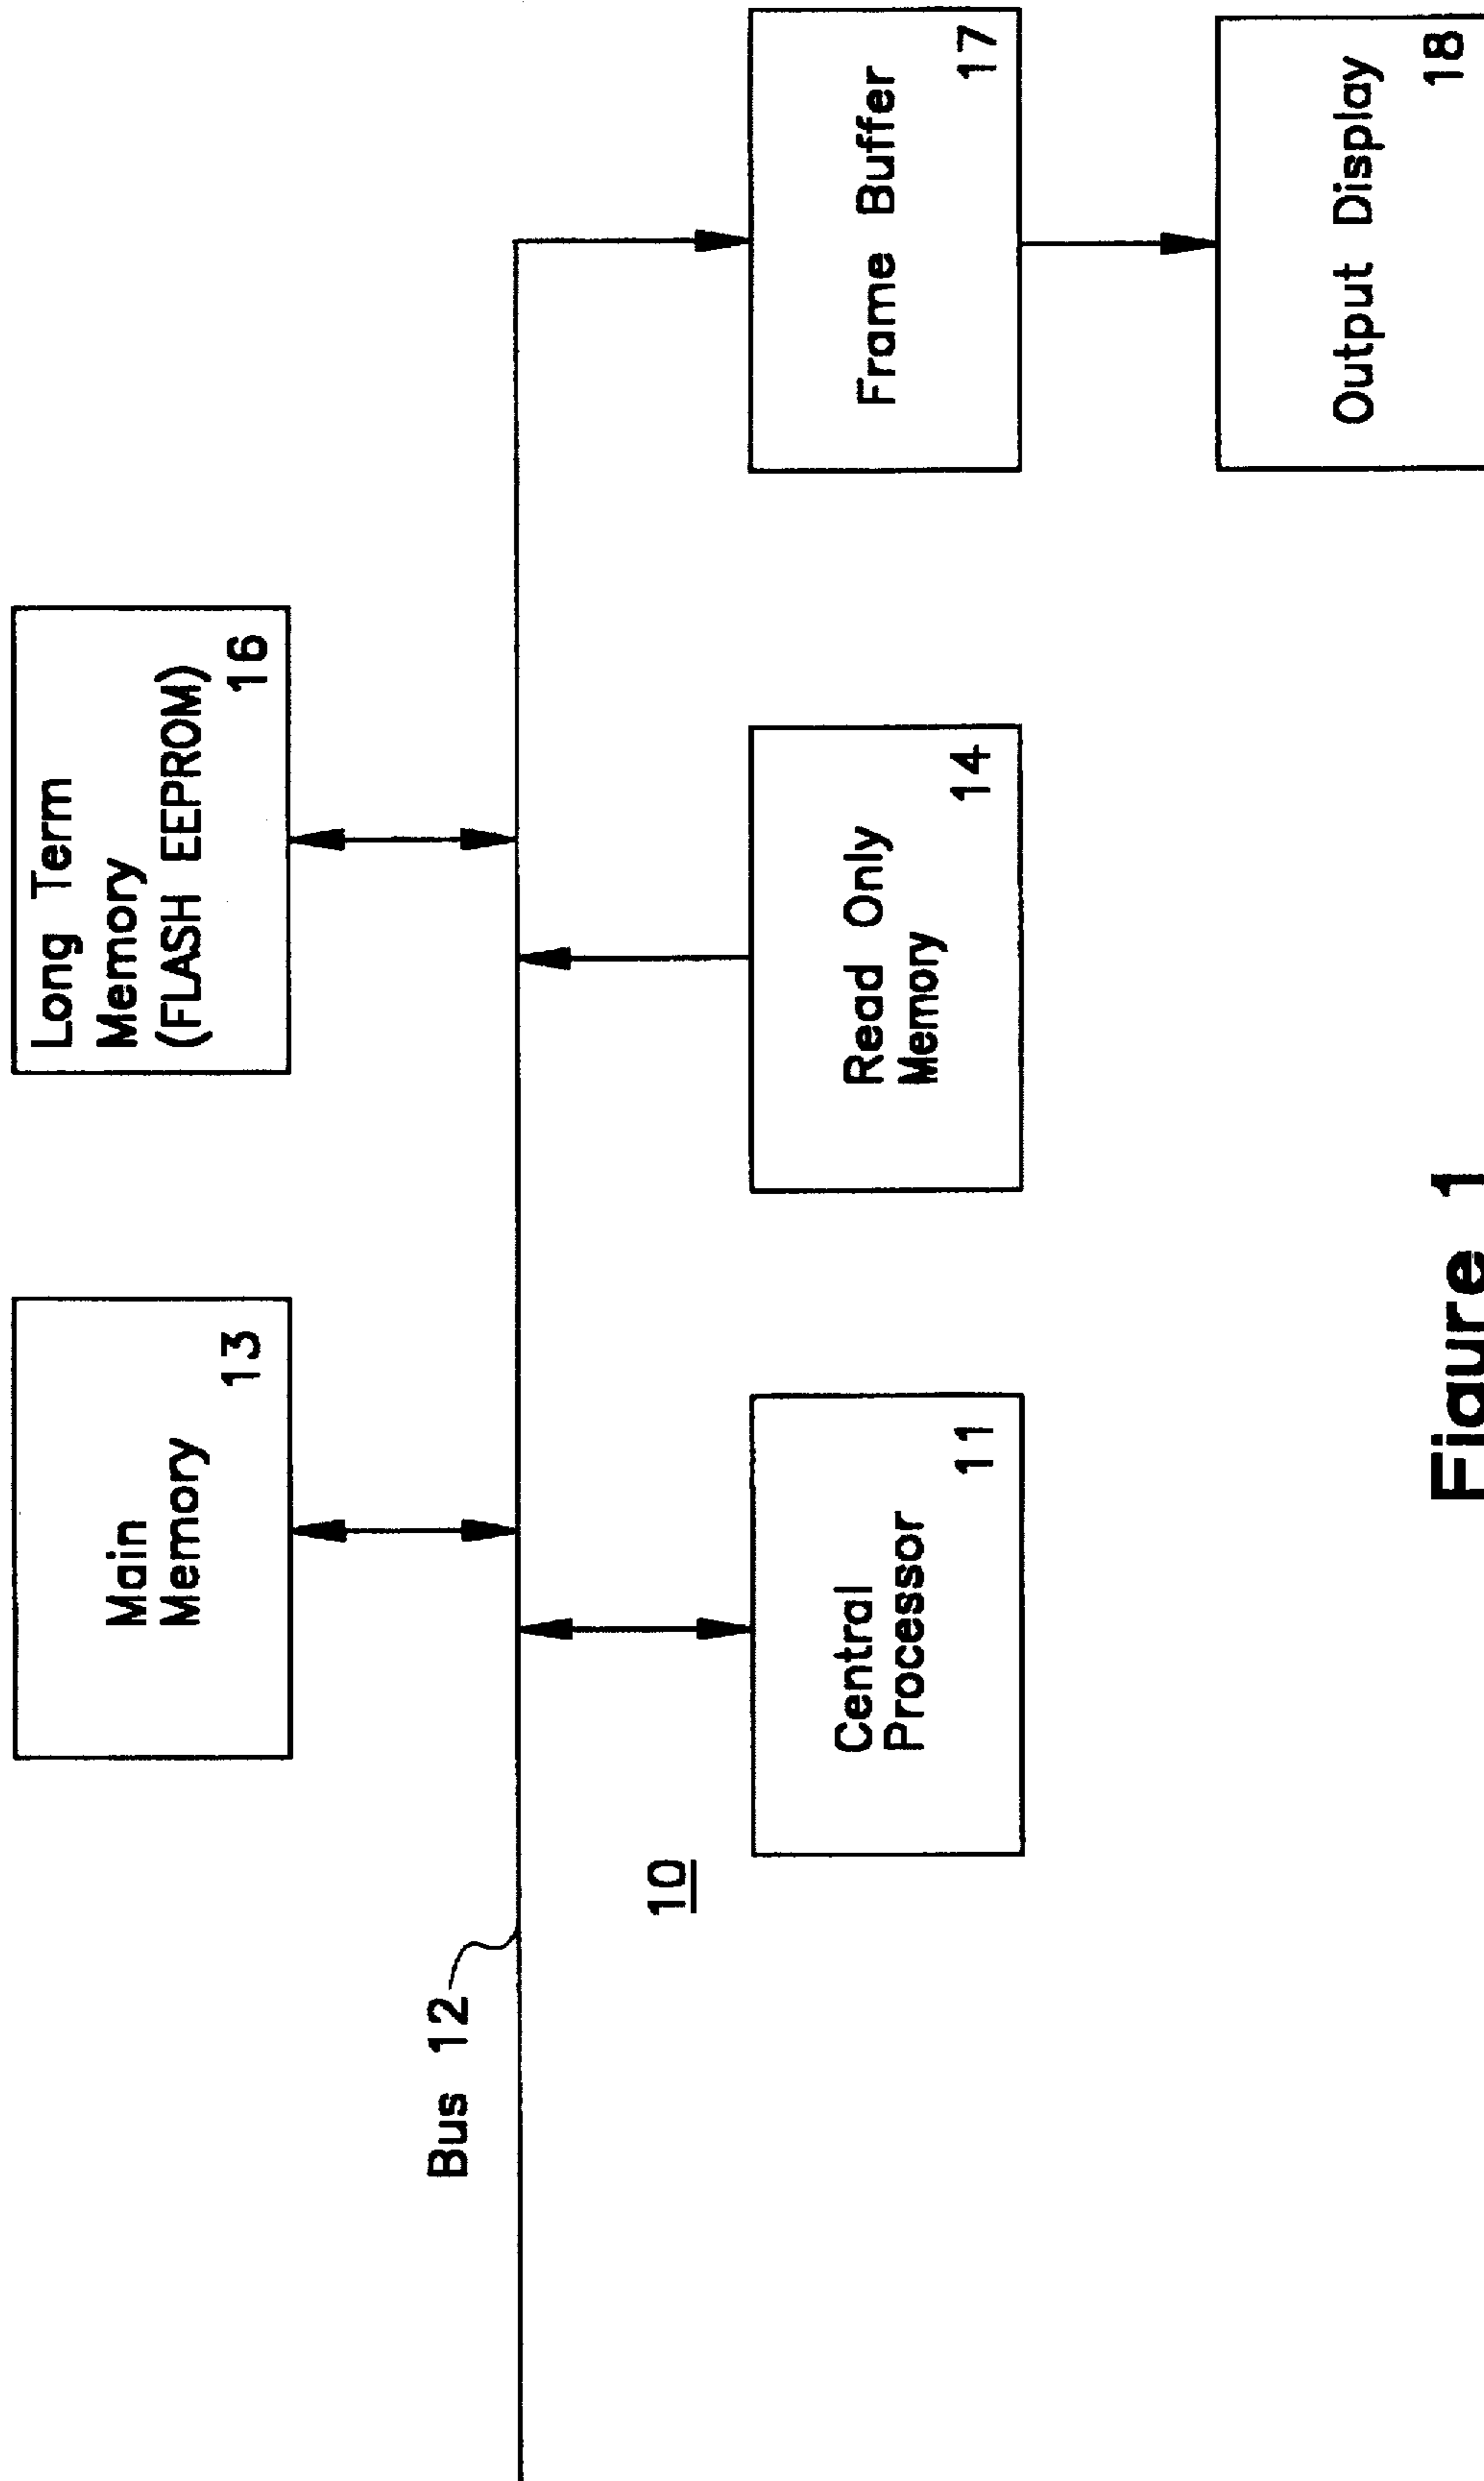 Long Term
Memory
(FLASH EEPROM)
16
Main
Memory
13
Bus 12
10
Central
Processor
11
Read Only
Memory
14
Frame Buffer
17
Output Display
18
Figure 1